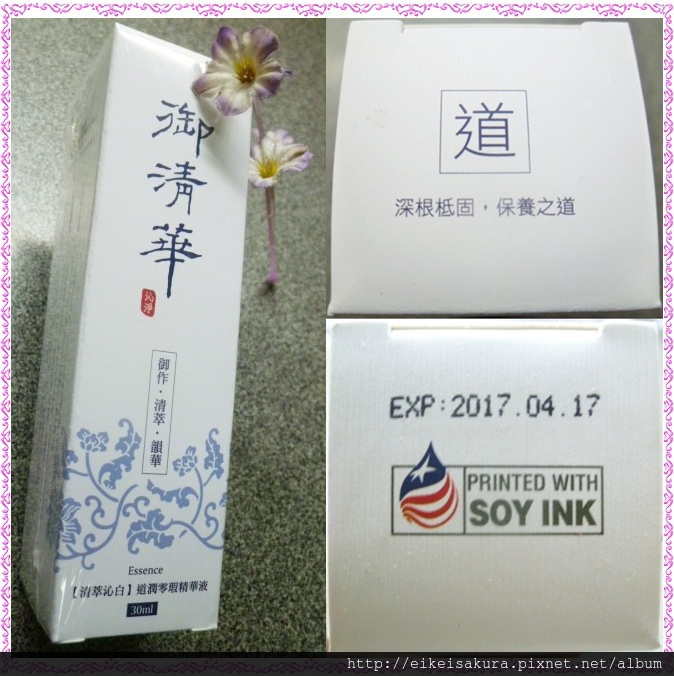 御清華
沁淨
御作·清萃·韻華
Essence
【清萃沁白】道潤零瑕精華液
30ml
道
深根柢固，保養之道
EXP:2017.04.17
PRINTED WITH
SOY INK
http://eikeisakura.pixnet.net/album